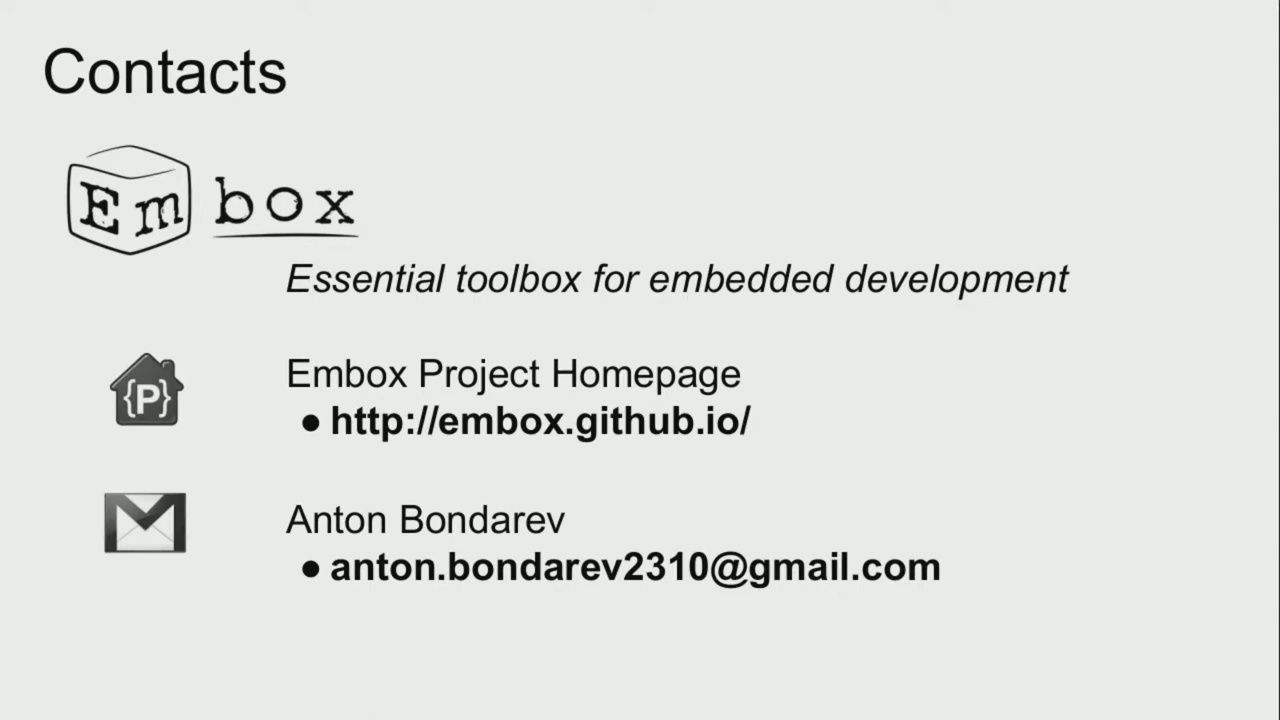 Contacts
Em box
Essential toolbox for embedded development
{P}
Embox Project Homepage
● http://embox.github.io/
Anton Bondarev
● anton.bondarev2310@gmail.com